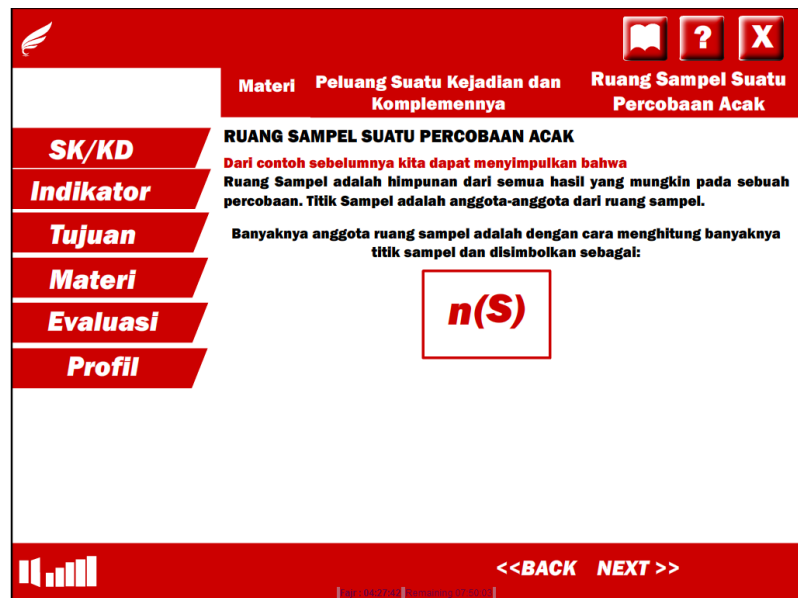 ? X
Materi
Peluang Suatu Kejadian dan
Komplemennya
Ruang Sampel Suatu
Percobaan Acak
SK/KD
Indikator
Tujuan
Materi
Evaluasi
Profil
RUANG SAMPEL SUATU PERCOBAAN ACAK
Dari contoh sebelumnya kita dapat menyimpulkan bahwa
Ruang Sampel adalah himpunan dari semua hasil yang mungkin pada sebuah
percobaan. Titik Sampel adalah anggota-anggota dari ruang sampel.
Banyaknya anggota ruang sampel adalah dengan cara menghitung banyaknya
titik sampel dan disimbolkan sebagai:
n(S)
<<BACK NEXT >>